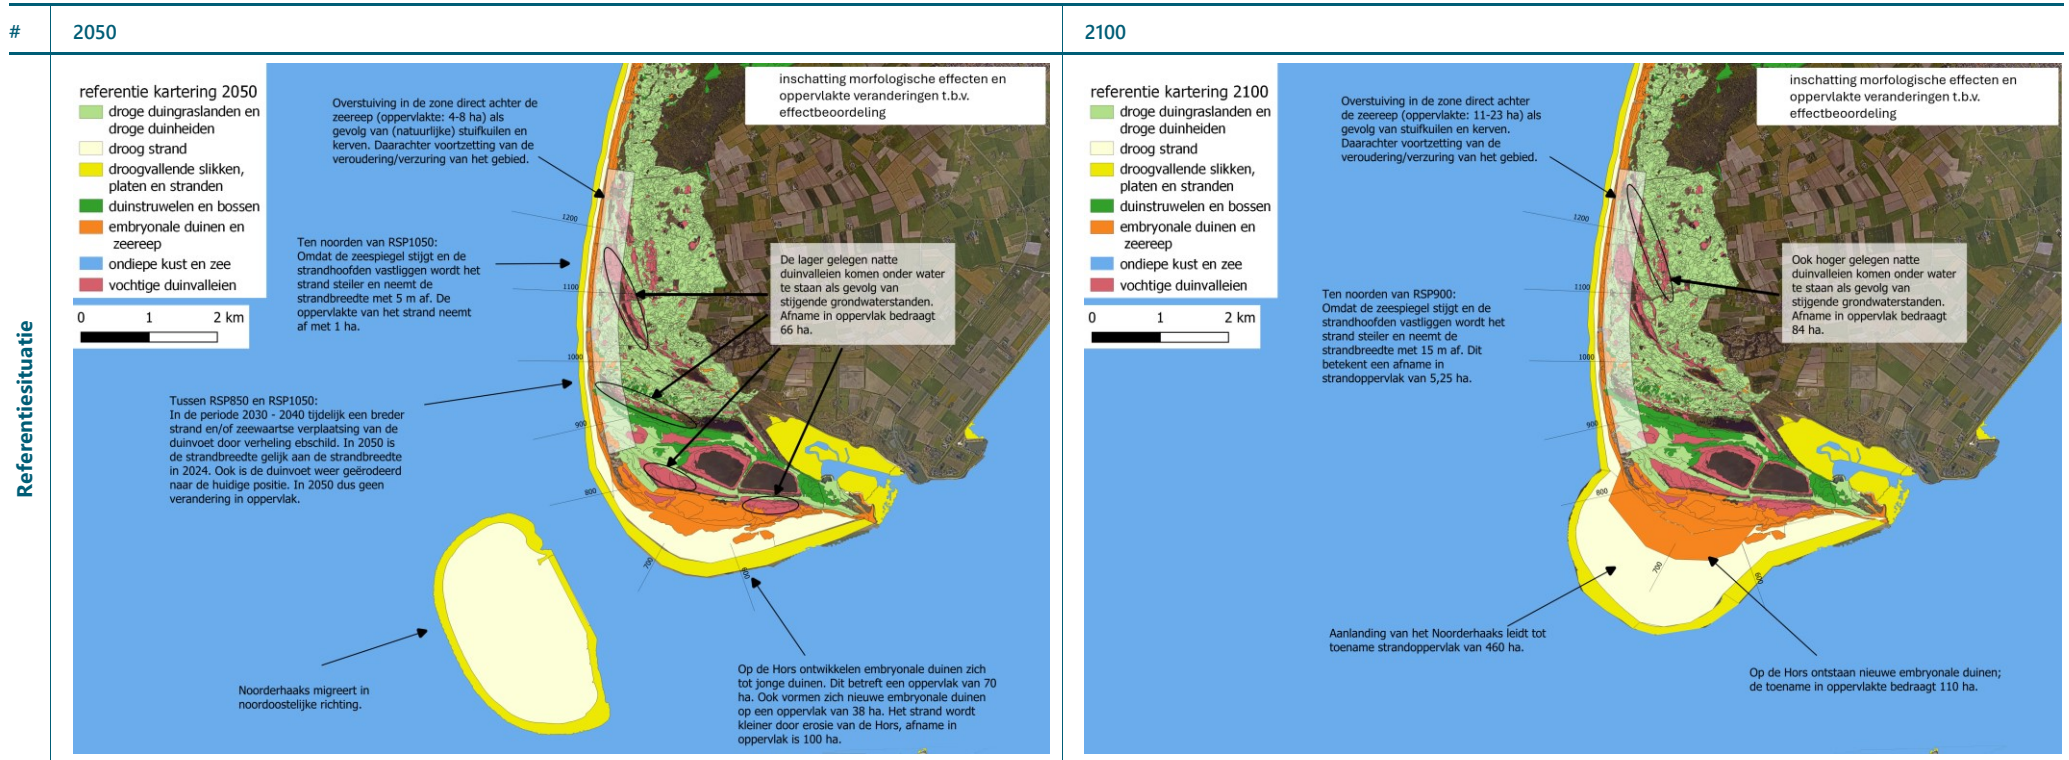 #
2050
2100
Referentiesituatie
referentie kartering 2050
droge duingraslanden en
droge duinheiden
droog strand
droogvallende slikken,
platen en stranden
duinstruwelen en bossen
embryonale duinen en
zeereep
ondiepe kust en zee
vochtige duinvalleien
0 1 2 km
inschatting morfologische effecten en
oppervlakte veranderingen t.b.v.
effectbeoordeling
Overstuiving in de zone direct achter de
zeereep (oppervlakte: 4-8 ha) als
gevolg van (natuurlijke) stuifkuilen en
kerven. Daarachter voortzetting van de
veroudering/verzuring van het gebied.
Ten noorden van RSP1050:
Omdat de zeespiegel stijgt en de
strandhoofden vastliggen wordt het
strand steiler en neemt de
strandbreedte met 5 m af. De
oppervlakte van het strand neemt
af met 1 ha.
De lager gelegen natte
duinvalleien komen onder water
te staan als gevolg van
stijgende grondwaterstanden.
Afname in oppervlak bedraagt
66 ha.
Tussen RSP850 en RSP1050:
In de periode 2030 - 2040 tijdelijk een breder
strand en/of zeewaartse verplaatsing van de
duinvoet door verheling ebschild. In 2050 is
de strandbreedte gelijk aan de strandbreedte
in 2024. Ook is de duinvoet weer geërodeerd
naar de huidige positie. In 2050 dus geen
verandering in oppervlak.
1200
1100
1000
900
800
700
600
Noorderhaaks migreert in
noordoostelijke richting.
Op de Hors ontwikkelen embryonale duinen zich
tot jonge duinen. Dit betreft een oppervlak van 70
ha. Ook vormen zich nieuwe embryonale duinen
op een oppervlak van 38 ha. Het strand wordt
kleiner door erosie van de Hors, afname in
oppervlak is 100 ha.
referentie kartering 2100
droge duingraslanden en
droge duinheiden
droog strand
droogvallende slikken,
platen en stranden
duinstruwelen en bossen
embryonale duinen en
zeereep
ondiepe kust en zee
vochtige duinvalleien
0 1 2 km
inschatting morfologische effecten en
oppervlakte veranderingen t.b.v.
effectbeoordeling
Overstuiving in de zone direct achter
de zeereep (oppervlakte: 11-23 ha) als
gevolg van stuifkuilen en kerven.
Daarachter voortzetting van de
veroudering/verzuring van het gebied.
Ten noorden van RSP900:
Omdat de zeespiegel stijgt en de
strandhoofden vastliggen wordt het
strand steiler en neemt de
strandbreedte met 15 m af. Dit
betekent een afname in
strandoppervlak van 5,25 ha.
Ook hoger gelegen natte
duinvalleien komen onder water
te staan als gevolg van
stijgende grondwaterstanden.
Afname in oppervlak bedraagt
84 ha.
1200
1100
1000
900
800
700
600
Aanlanding van het Noorderhaaks leidt tot
toename strandoppervlak van 460 ha.
Op de Hors ontstaan nieuwe embryonale duinen;
de toename in oppervlakte bedraagt 110 ha.